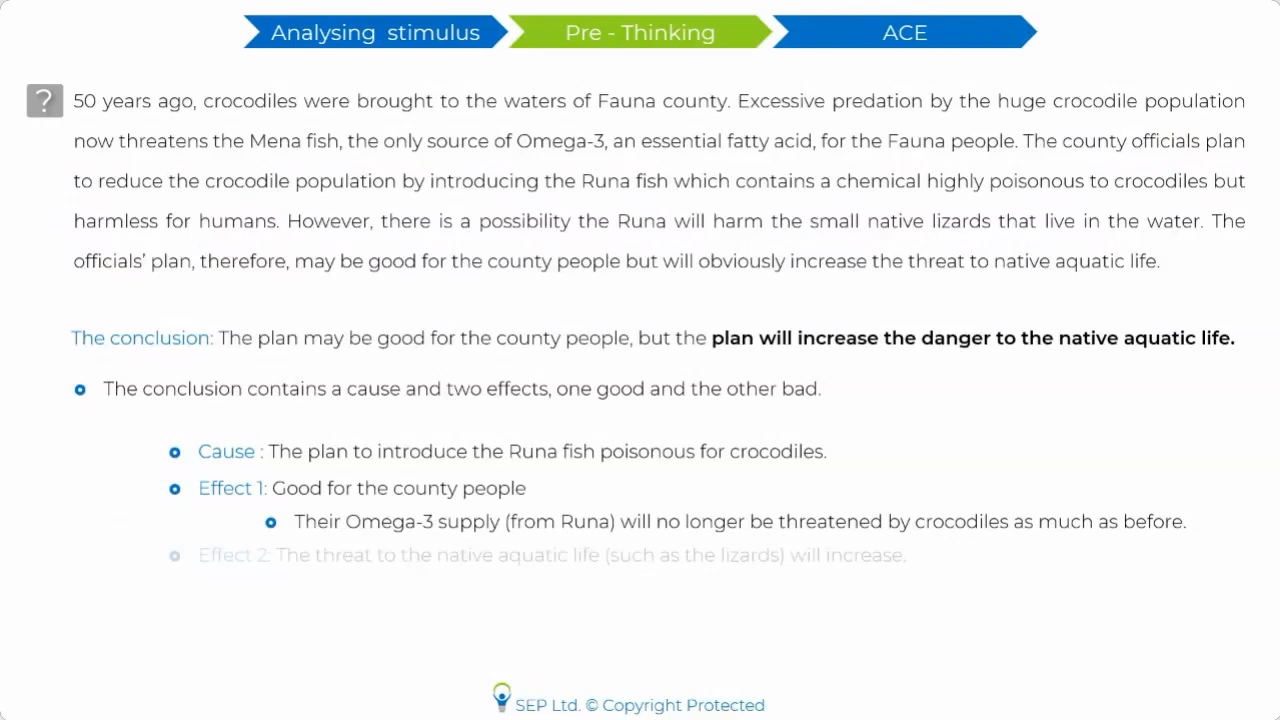 Analysing stimulus
Pre - Thinking
ACE
?
50 years ago, crocodiles were brought to the waters of Fauna county. Excessive predation by the huge crocodile population
now threatens the Mena fish, the only source of Omega-3, an essential fatty acid, for the Fauna people. The county officials plan
to reduce the crocodile population by introducing the Runa fish which contains a chemical highly poisonous to crocodiles but
harmless for humans. However, there is a possibility the Runa will harm the small native lizards that live in the water. The
officials' plan, therefore, may be good for the county people but will obviously increase the threat to native aquatic life.
The conclusion: The plan may be good for the county people, but the plan will increase the danger to the native aquatic life.
The conclusion contains a cause and two effects, one good and the other bad.
Cause : The plan to introduce the Runa fish poisonous for crocodiles.
Effect 1: Good for the county people
Their Omega-3 supply (from Runa) will no longer be threatened by crocodiles as much as before.
Effect 2: The threat to the native aquatic life (such as the lizards) will increase.
SEP Ltd. © Copyright Protected